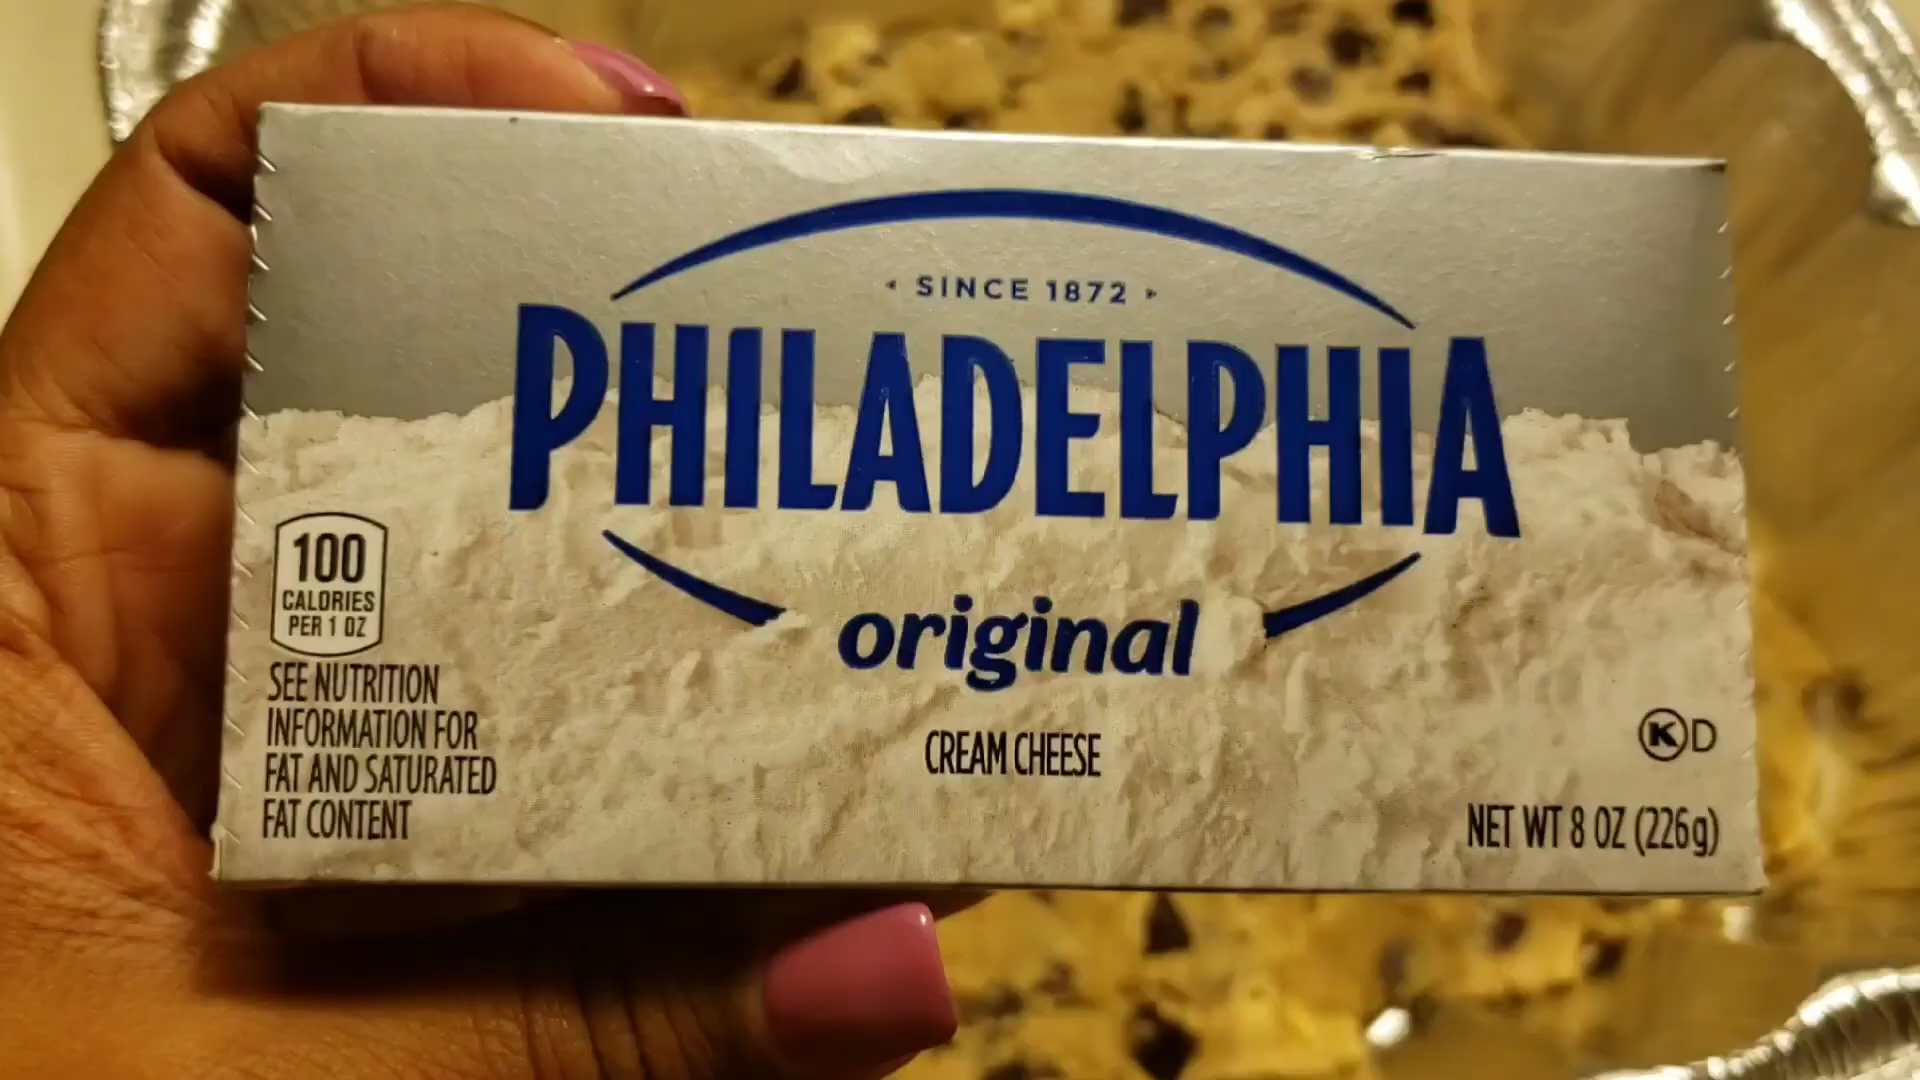 SINCE 1872
PHILADELPHIA
original
CREAM CHEESE
100
CALORIES
PER 1 OZ
SEE NUTRITION
INFORMATION FOR
FAT AND SATURATED
FAT CONTENT
K D
NET WT 8 OZ (226g)